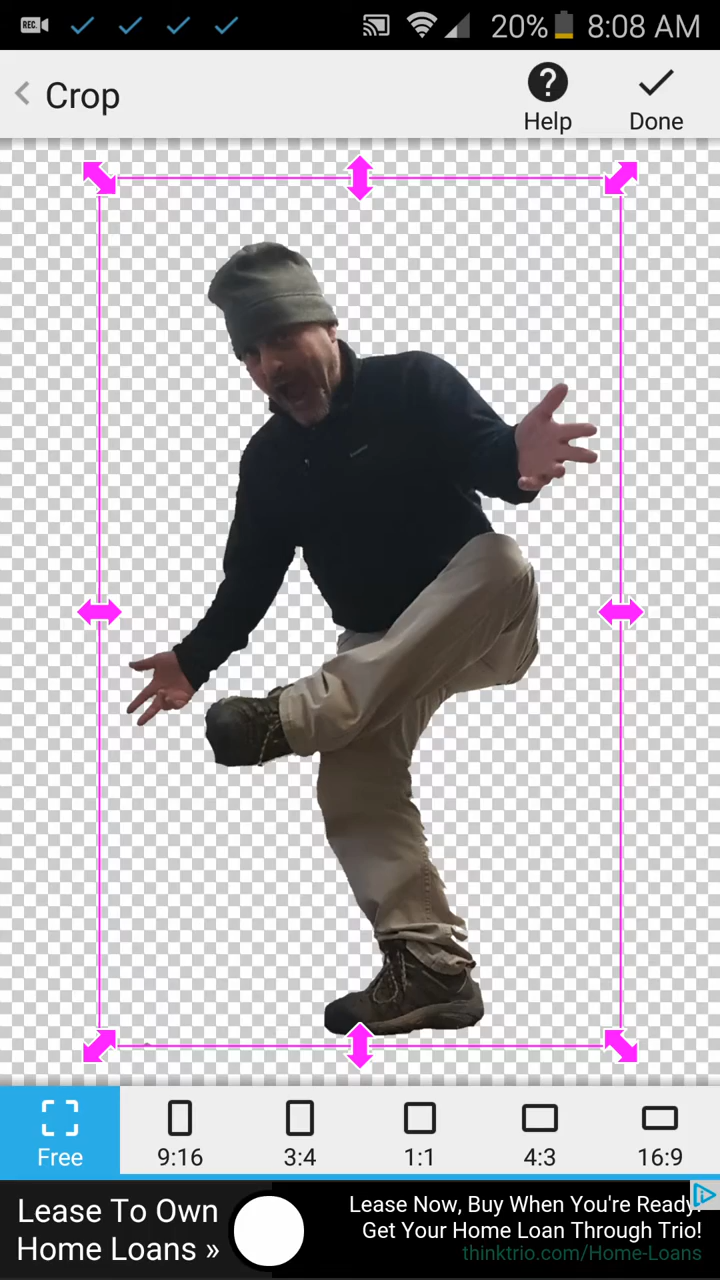 REC.
20%
8:08 AM
Crop
Help
Done
Free
9:16
3:4
1:1
4:3
16:9
Lease To Own
Home Loans »
Lease Now, Buy When You're Ready!
Get Your Home Loan Through Trio!
thinktrio.com/Home-Loans